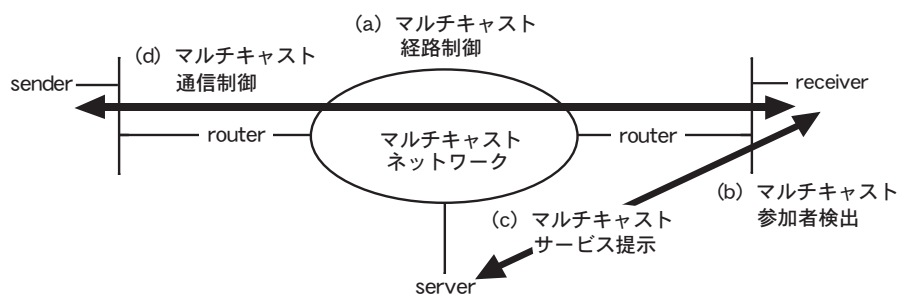 (a) マルチキャスト
経路制御
(d) マルチキャスト
通信制御
sender
receiver
router
マルチキャスト
ネットワーク
router
(b) マルチキャスト
参加者検出
(c) マルチキャスト
サービス提示
server